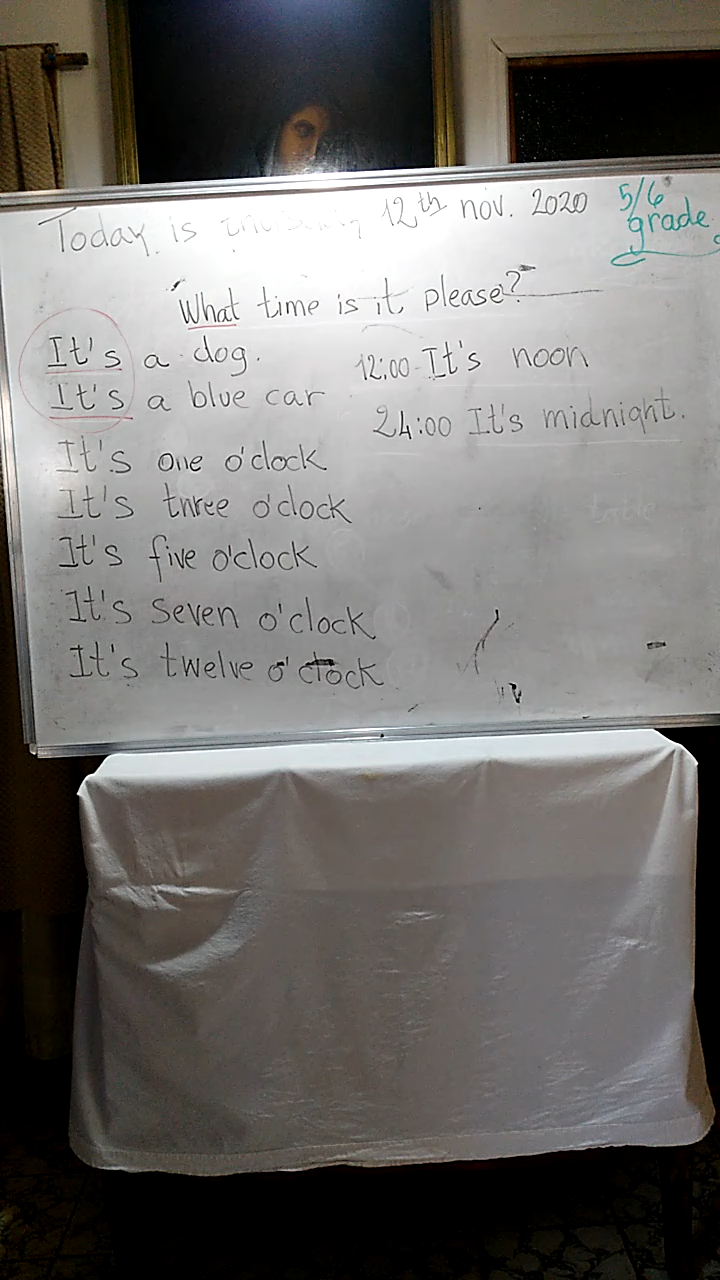 Today is 12th nov. 2020
5/6
grade
What time is it, please?
It's a dog.
It's a blue car
It's one o'clock
It's three o'clock
It's five o'clock
It's seven o'clock
It's twelve o'clock
12:00 It's noon
24:00 It's midnight.
table